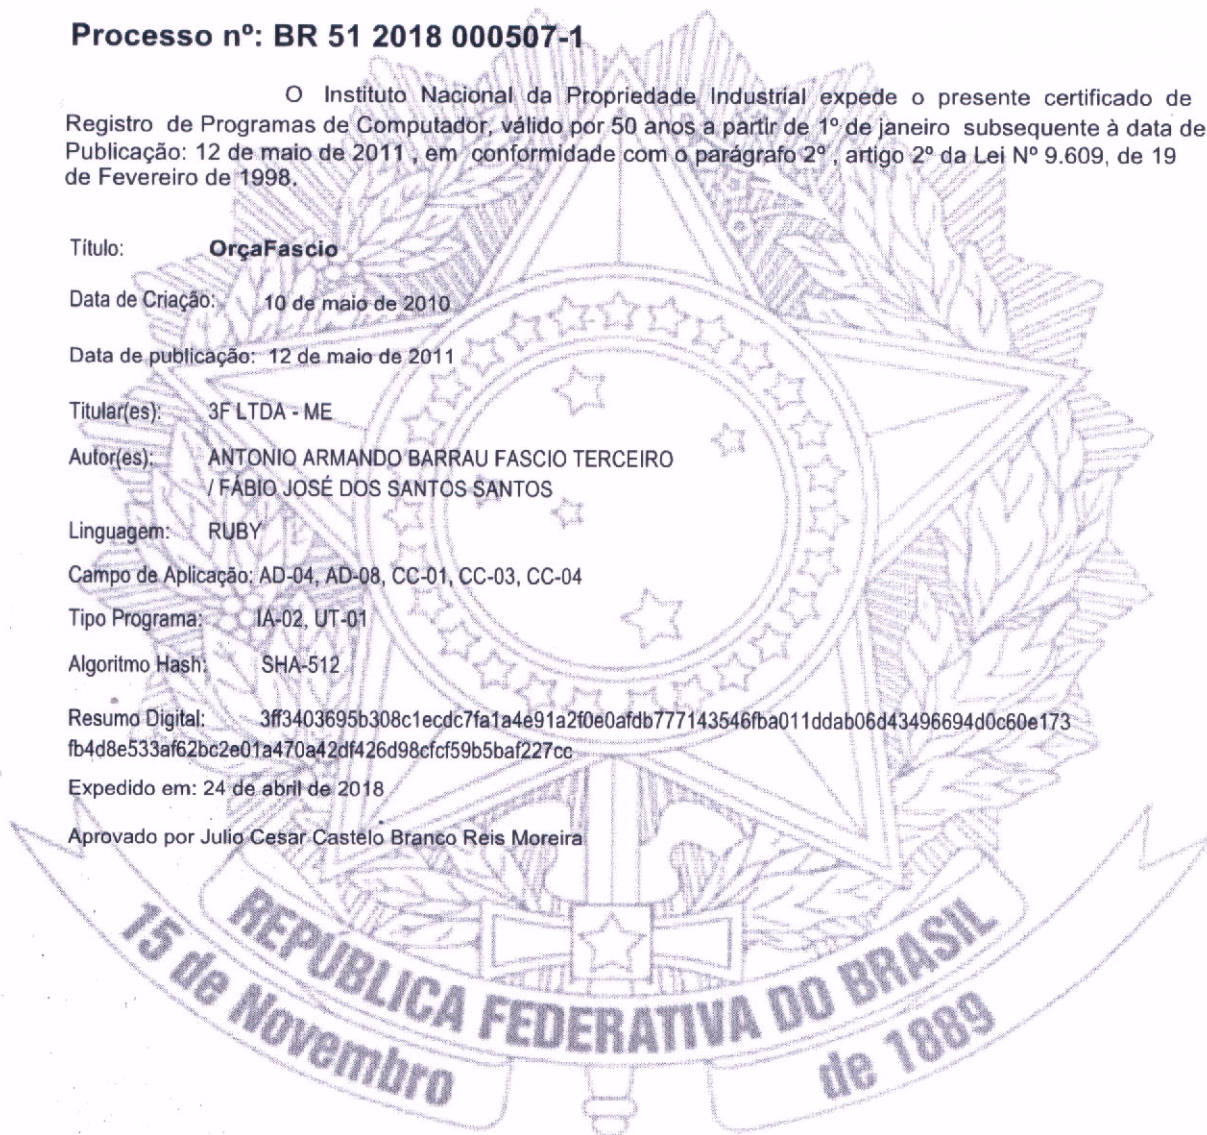 Processo nº: BR 51 2018 000507-1
O Instituto Nacional da Propriedade Industrial expede o presente certificado de
Registro de Programas de Computador, válido por 50 anos a partir de 1º de janeiro subsequente à data de
Publicação: 12 de maio de 2011 , em conformidade com o parágrafo 2º , artigo 2º da Lei Nº 9.609, de 19
de Fevereiro de 1998.
Título: OrçaFascio
Data de Criação: 10 de maio de 2010
Data de publicação: 12 de maio de 2011
Titular(es): 3F LTDA - ME
Autor(es): ANTONIO ARMANDO BARRAU FASCIO TERCEIRO
/ FÁBIO JOSÉ DOS SANTOS SANTOS
Linguagem: RUBY
Campo de Aplicação: AD-04, AD-08, CC-01, CC-03, CC-04
Tipo Programa: IA-02, UT-01
Algoritmo Hash: SHA-512
Resumo Digital: 3ff3403695b308c1ecdc7fa1a4e91a2f0e0afdb777143546fba011ddab06d43496694d0c60e173
fb4d8e533af62bc2e01a470a42df426d98cfcf59b5baf227cc
Expedido em: 24 de abril de 2018
Aprovado por Julio Cesar Castelo Branco Reis Moreira
REPUBLICA FEDERATIVA DO BRASIL
15 de Novembro de 1889